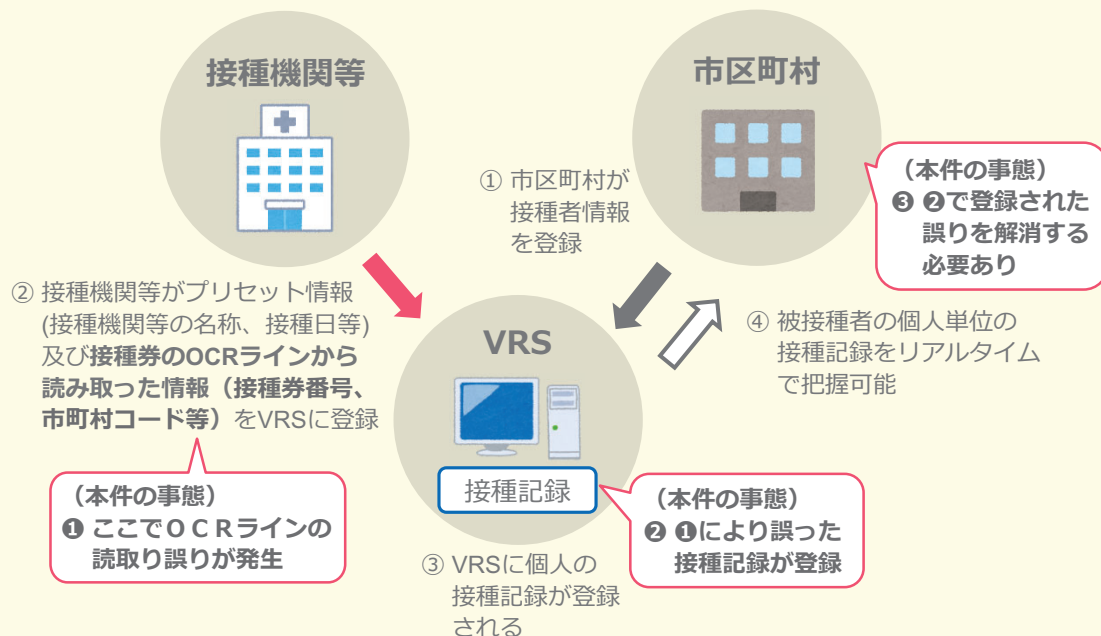 接種機関等
市区町村
① 市区町村が
接種者情報
を登録
（本件の事態）
❸ ❷で登録された
誤りを解消する
必要あり
② 接種機関等がプリセット情報
(接種機関等の名称、接種日等)
及び接種券のOCRラインから
読み取った情報（接種券番号、
市町村コード等）をVRSに登録
VRS
④ 被接種者の個人単位の
接種記録をリアルタイム
で把握可能
接種記録
（本件の事態）
❶ ここでＯＣＲラインの
読取り誤りが発生
（本件の事態）
❷ ❶により誤った
接種記録が登録
③ VRSに個人の
接種記録が登録
される